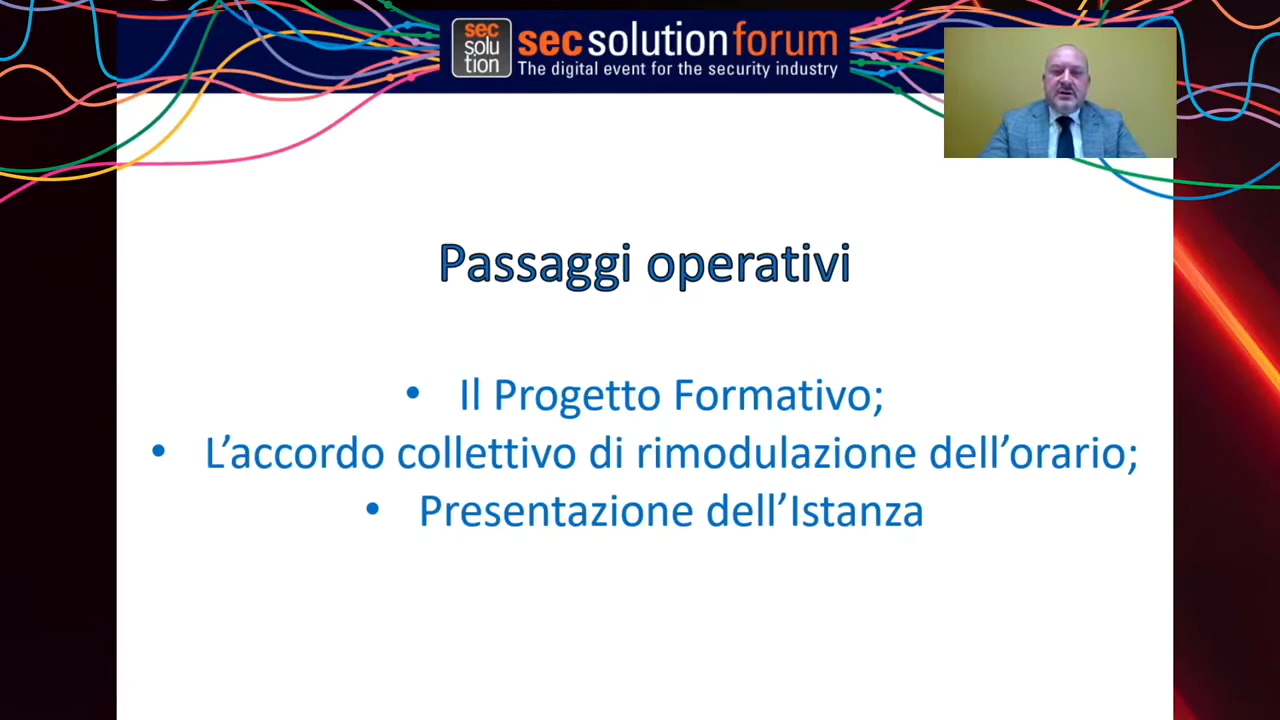 sec
solu
tion
secsolutionforum
The digital event for the security industry
Passaggi operativi
• Il Progetto Formativo;
• L’accordo collettivo di rimodulazione dell’orario;
• Presentazione dell’Istanza